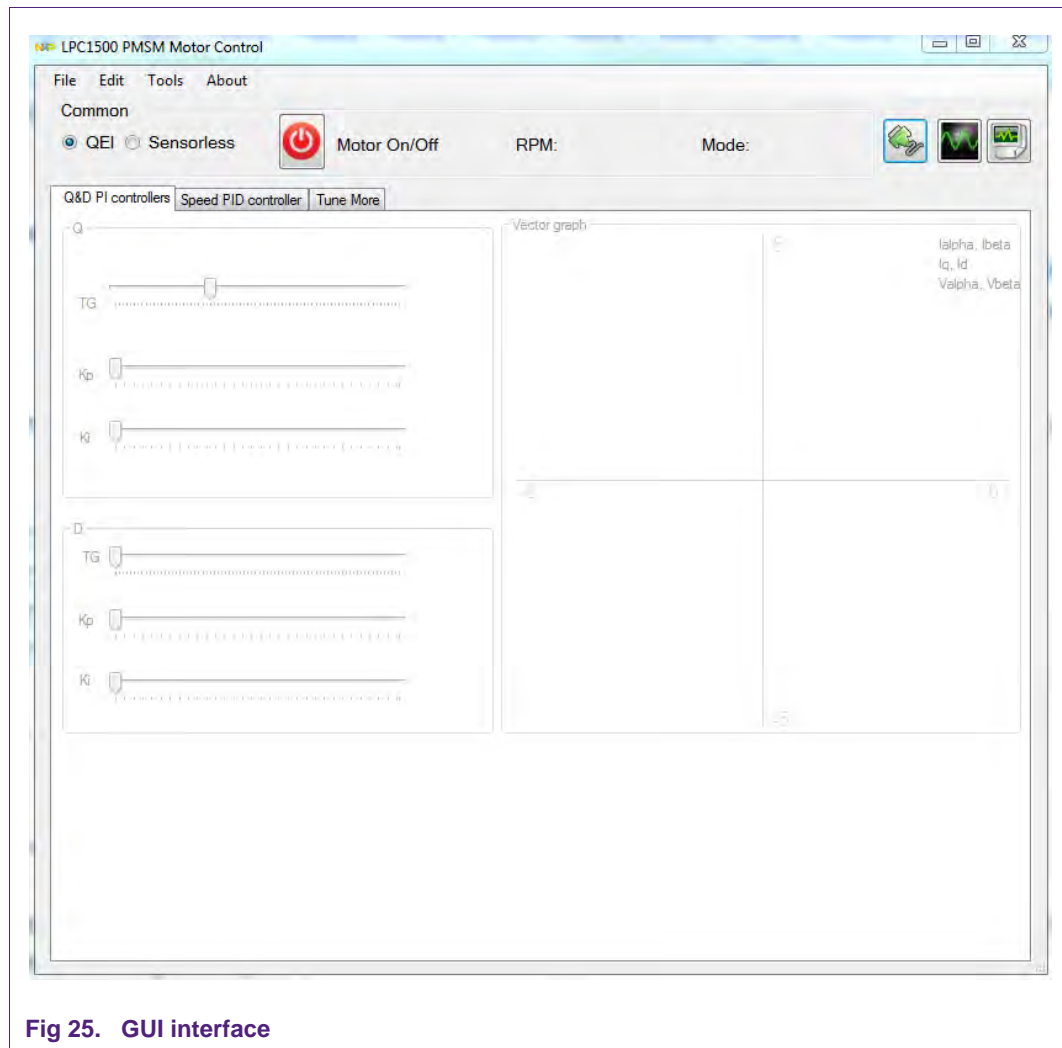 LPC1500 PMSM Motor Control
File Edit Tools About
Common
QEI Sensorless Motor On/Off RPM: Mode:
Q&D PI controllers Speed PID controller Tune More
Q
TG
Kp
Ki
D
TG
Kp
Ki
Vector graph
Ialpha, Ibeta
Iq, Id
Valpha, Vbeta
-5
Fig 25. GUI interface